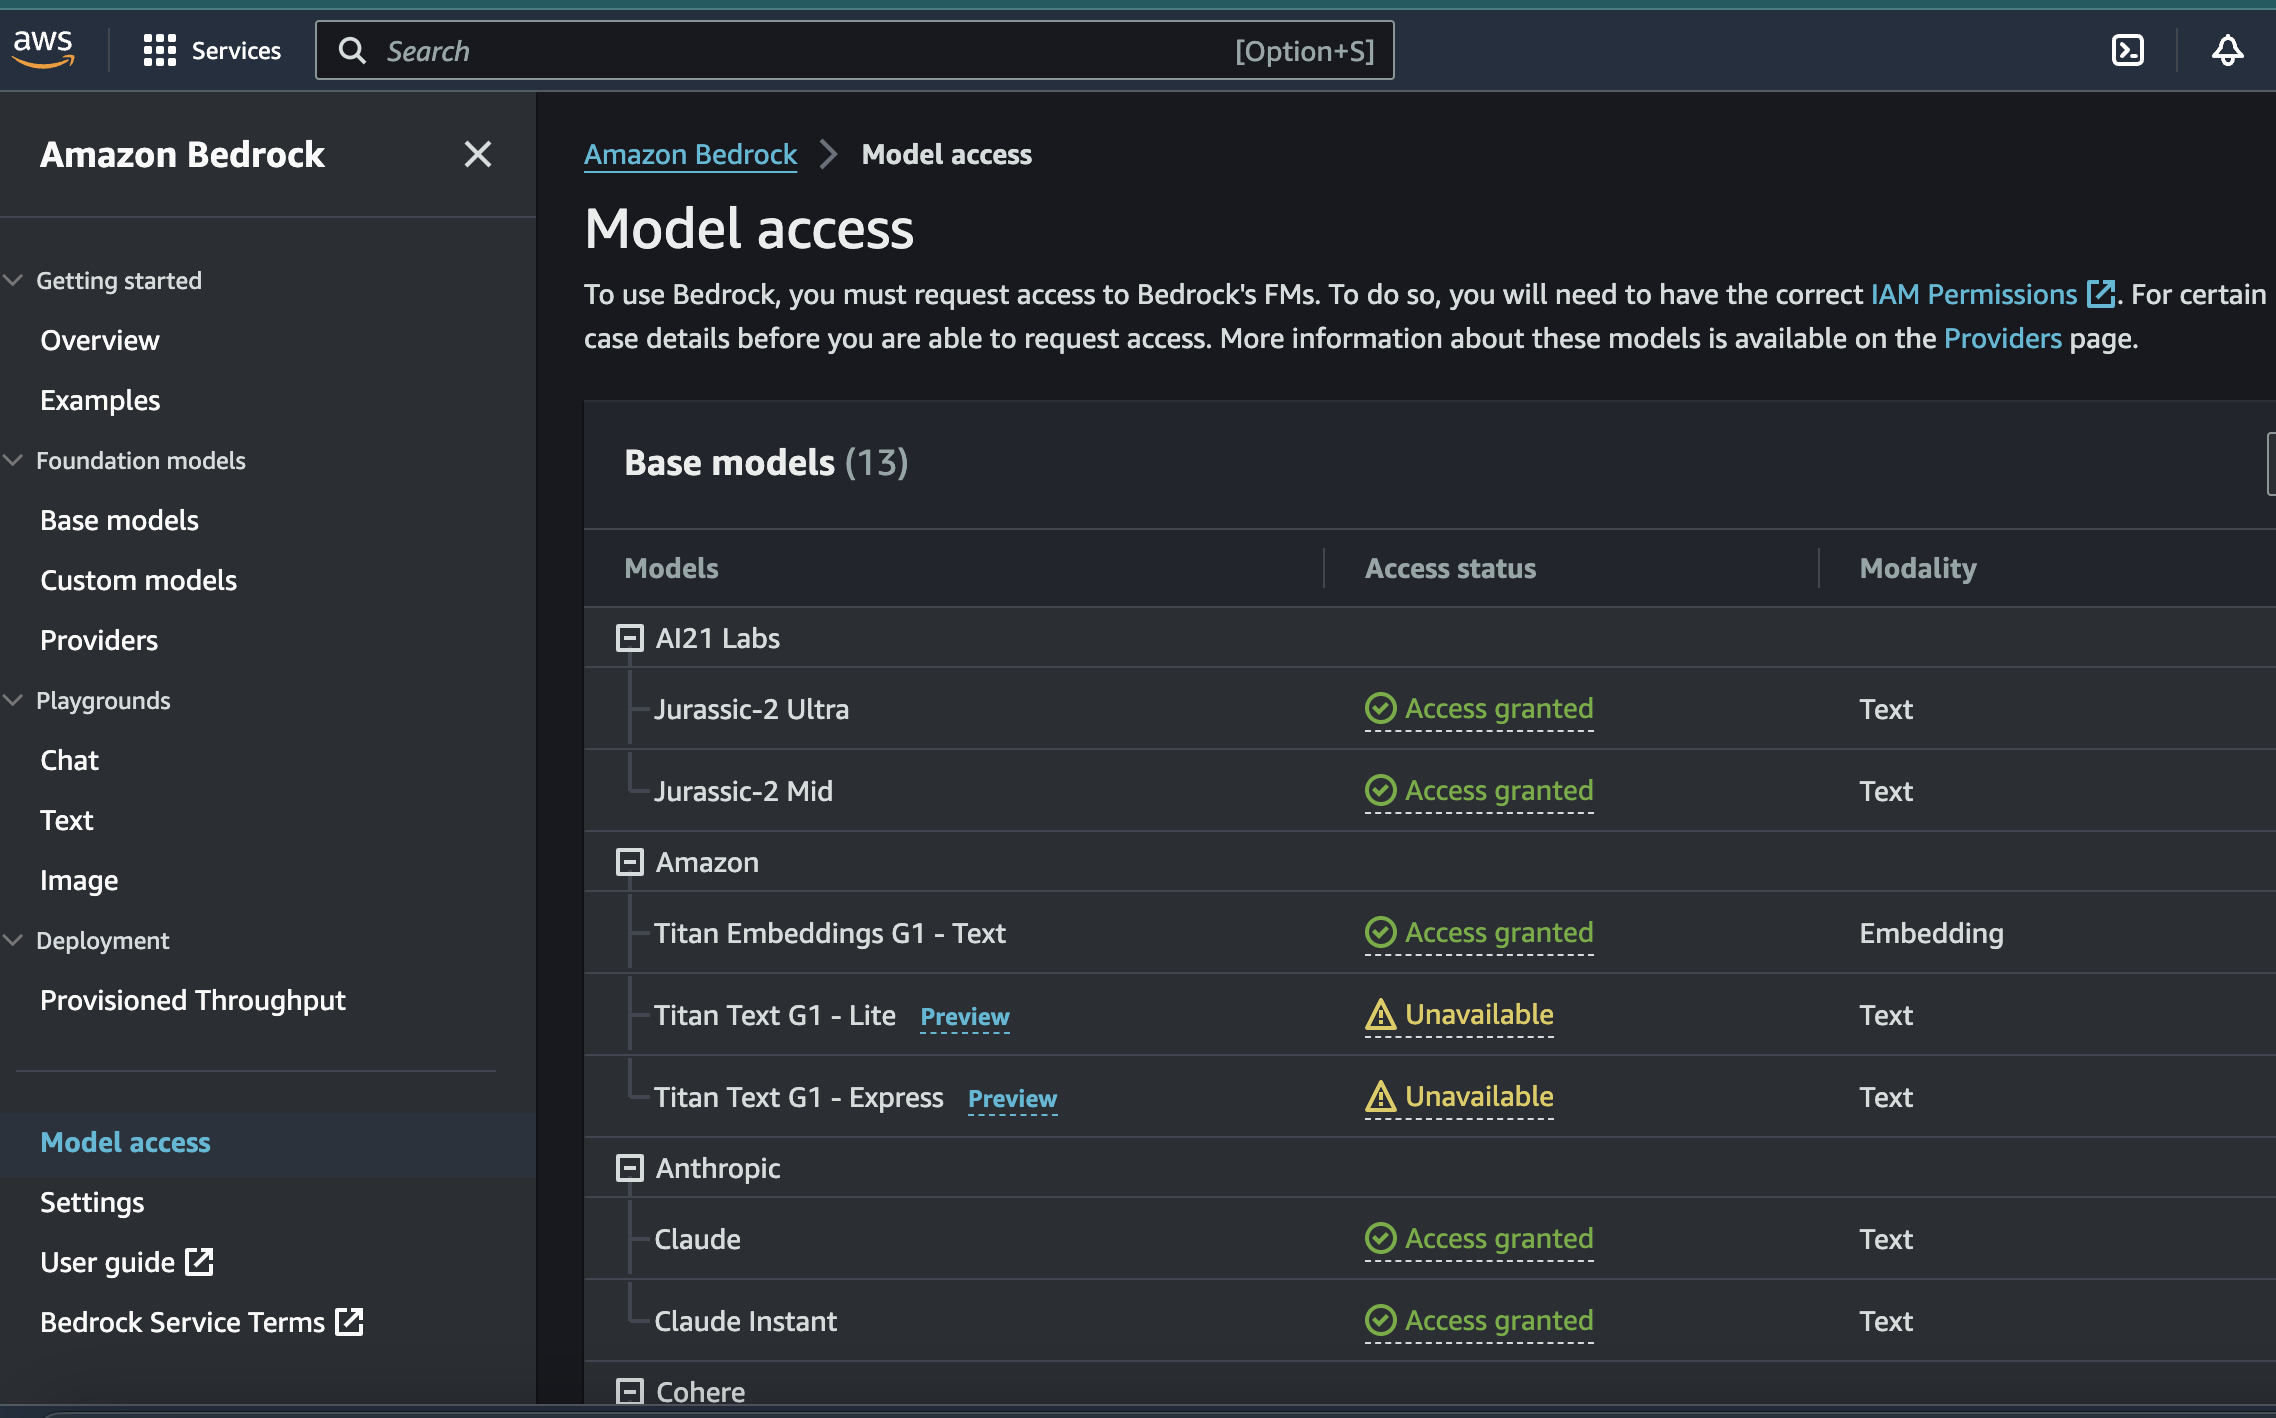 aws
Services
Search
[Option+S]
Amazon Bedrock
Getting started
Overview
Examples
Foundation models
Base models
Custom models
Providers
Playgrounds
Chat
Text
Image
Deployment
Provisioned Throughput
Model access
Settings
User guide
Bedrock Service Terms
Amazon Bedrock > Model access
Model access
To use Bedrock, you must request access to Bedrock's FMs. To do so, you will need to have the correct IAM Permissions. For certain
case details before you are able to request access. More information about these models is available on the Providers page.
Base models (13)
Models Access status Modality
AI21 Labs
Jurassic-2 Ultra Access granted Text
Jurassic-2 Mid Access granted Text
Amazon
Titan Embeddings G1 - Text Access granted Embedding
Titan Text G1 - Lite Preview Unavailable Text
Titan Text G1 - Express Preview Unavailable Text
Anthropic
Claude Access granted Text
Claude Instant Access granted Text
Cohere